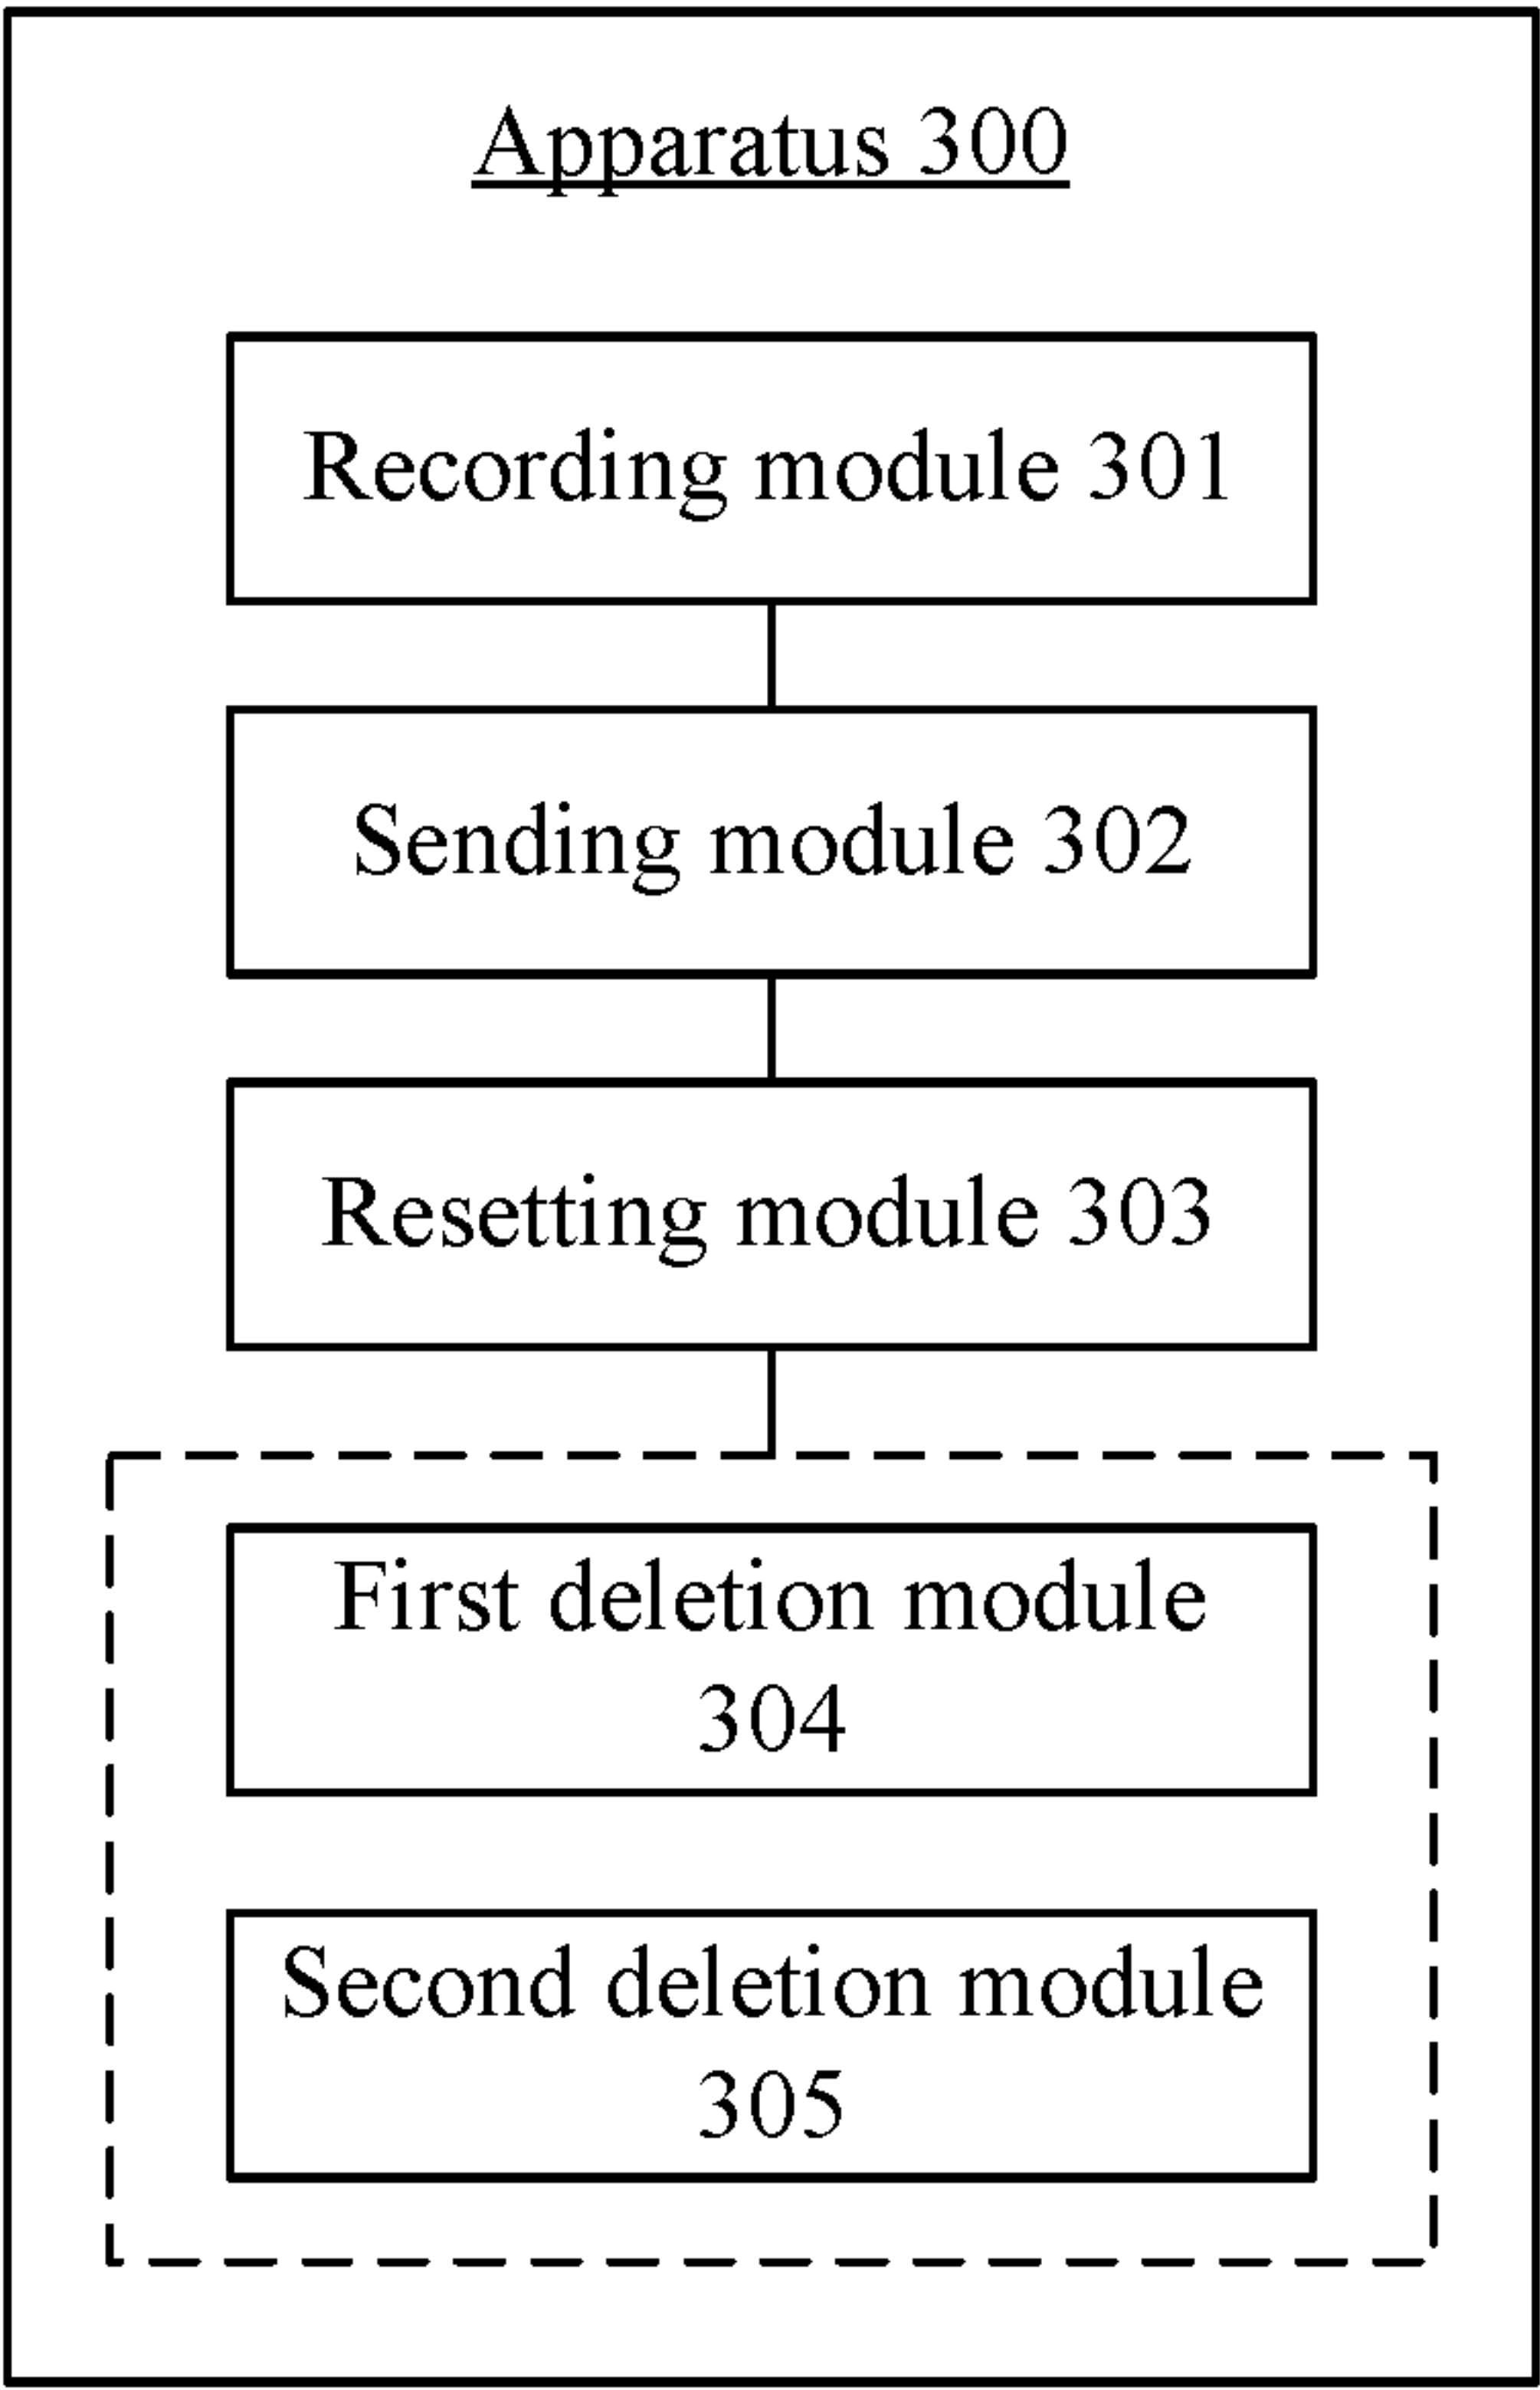 Apparatus 300
Recording module 301
Sending module 302
Resetting module 303
First deletion module
304
Second deletion module
305